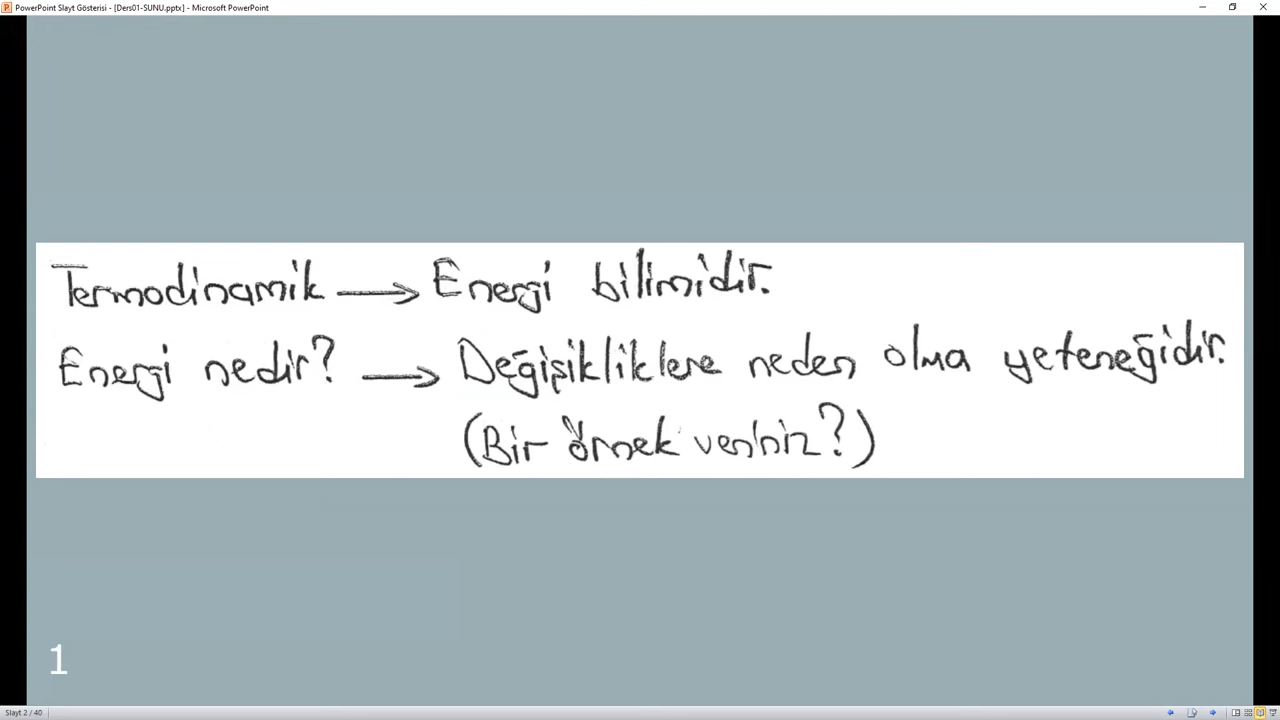 PowerPoint Slayt Gösterisi - [Ders01-SUNU.pptx] - Microsoft PowerPoint
Termodinamik → Energi bilimidir.
Energi nedir? → Değişikliklere neden olma yeteneğidir.
(Bir örnek veriniz?)
1
Slayt 2 / 40